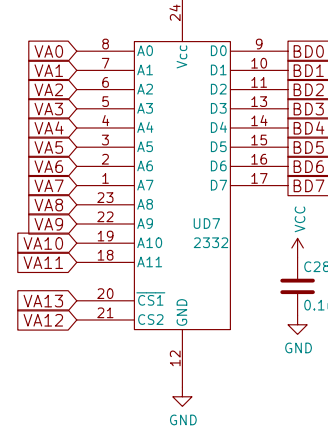 24
VA0 8 A0 Vcc D0 9 BD0
VA1 7 A1 D1 10 BD1
VA2 6 A2 D2 11 BD2
VA3 5 A3 D3 13 BD3
VA4 4 A4 D4 14 BD4
VA5 3 A5 D5 15 BD5
VA6 2 A6 D6 16 BD6
VA7 1 A7 D7 17 BD7
VA8 23 A8
VA9 22 A9 UD7 VCC
VA10 19 A10 2332
VA11 18 A11
C28
VA13 20 CS1 GND
VA12 21 CS2
GND
12
GND